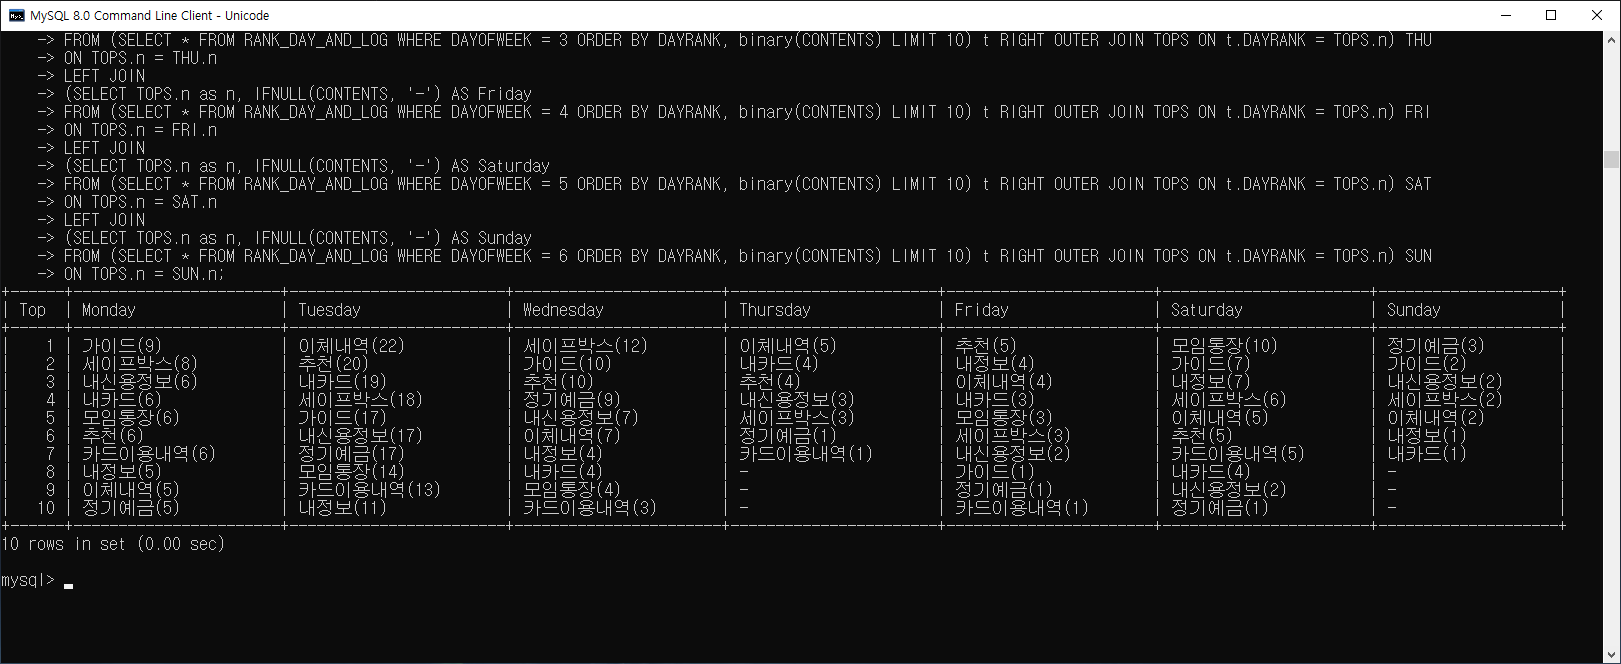 MySQL 8.0 Command Line Client - Unicode
-> FROM (SELECT * FROM RANK_DAY_AND_LOG WHERE DAYOFWEEK = 3 ORDER BY DAYRANK, binary(CONTENTS) LIMIT 10) t RIGHT OUTER JOIN TOPS ON t.DAYRANK = TOPS.n) THU
-> ON TOPS.n = THU.n
-> LEFT JOIN
-> (SELECT TOPS.n as n, IFNULL(CONTENTS, '-') AS Friday
-> FROM (SELECT * FROM RANK_DAY_AND_LOG WHERE DAYOFWEEK = 4 ORDER BY DAYRANK, binary(CONTENTS) LIMIT 10) t RIGHT OUTER JOIN TOPS ON t.DAYRANK = TOPS.n) FRI
-> ON TOPS.n = FRI.n
-> LEFT JOIN
-> (SELECT TOPS.n as n, IFNULL(CONTENTS, '-') AS Saturday
-> FROM (SELECT * FROM RANK_DAY_AND_LOG WHERE DAYOFWEEK = 5 ORDER BY DAYRANK, binary(CONTENTS) LIMIT 10) t RIGHT OUTER JOIN TOPS ON t.DAYRANK = TOPS.n) SAT
-> ON TOPS.n = SAT.n
-> LEFT JOIN
-> (SELECT TOPS.n as n, IFNULL(CONTENTS, '-') AS Sunday
-> FROM (SELECT * FROM RANK_DAY_AND_LOG WHERE DAYOFWEEK = 6 ORDER BY DAYRANK, binary(CONTENTS) LIMIT 10) t RIGHT OUTER JOIN TOPS ON t.DAYRANK = TOPS.n) SUN
-> ON TOPS.n = SUN.n;
| Top | Monday | Tuesday | Wednesday | Thursday | Friday | Saturday | Sunday |
| 1 | 가이드(9) | 이체내역(22) | 세이프박스(12) | 이체내역(5) | 추천(5) | 모임통장(10) | 정기예금(3) |
| 2 | 세이프박스(8) | 추천(20) | 가이드(10) | 내카드(4) | 내정보(4) | 가이드(7) | 가이드(2) |
| 3 | 내신용정보(6) | 내카드(19) | 추천(10) | 추천(4) | 이체내역(4) | 내정보(7) | 내신용정보(2) |
| 4 | 내카드(6) | 세이프박스(18) | 정기예금(9) | 내신용정보(3) | 내카드(3) | 세이프박스(6) | 세이프박스(2) |
| 5 | 모임통장(6) | 가이드(17) | 내신용정보(7) | 세이프박스(3) | 모임통장(3) | 이체내역(5) | 이체내역(2) |
| 6 | 추천(6) | 내신용정보(17) | 이체내역(7) | 정기예금(1) | 세이프박스(3) | 추천(5) | 내정보(1) |
| 7 | 카드이용내역(6) | 정기예금(17) | 내정보(4) | 카드이용내역(1) | 내신용정보(2) | 카드이용내역(5) | 내카드(1) |
| 8 | 내정보(5) | 모임통장(14) | 내카드(4) | - | 가이드(1) | 내카드(4) | - |
| 9 | 이체내역(5) | 카드이용내역(13) | 모임통장(4) | - | 정기예금(1) | 내신용정보(2) | - |
| 10 | 정기예금(5) | 내정보(11) | 카드이용내역(3) | - | 카드이용내역(1) | 정기예금(1) | - |
10 rows in set (0.00 sec)
mysql>